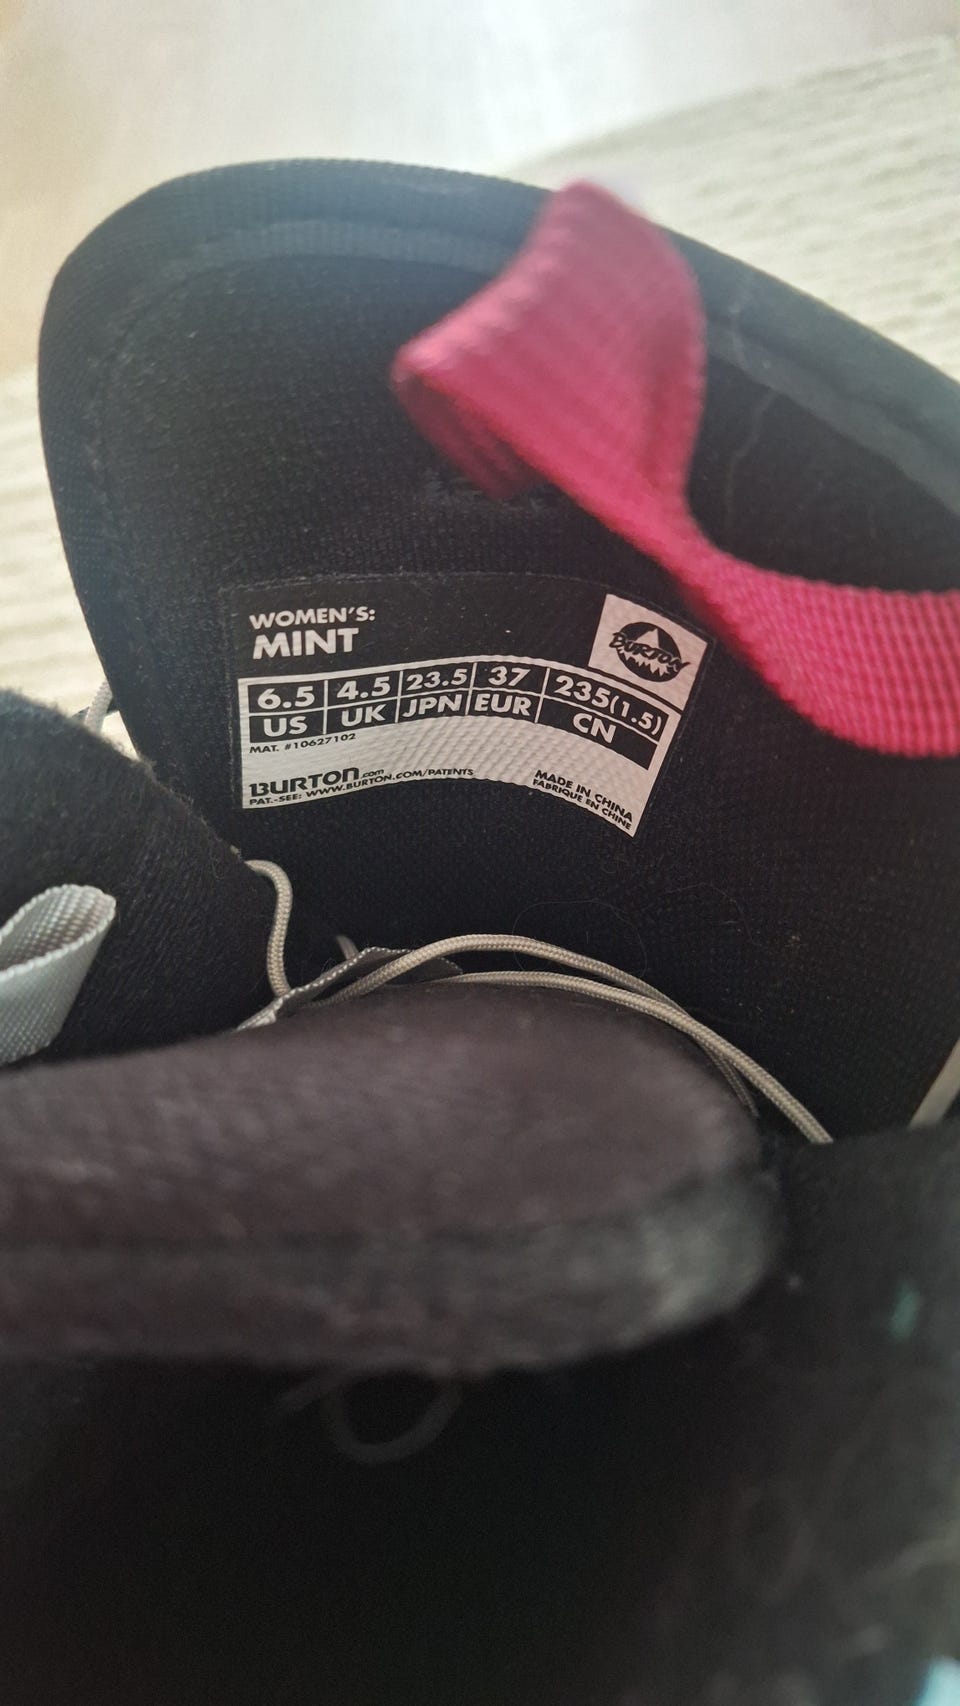 WOMEN'S:
MINT
BURTON
6.5 4.5 23.5 37 235(1.5)
US UK JPN EUR CN
MAT. #10627102
BURTON.com
PAT.-SEE: WWW.BURTON.COM/PATENTS
MADE IN CHINA
FABRIQUE EN CHINE